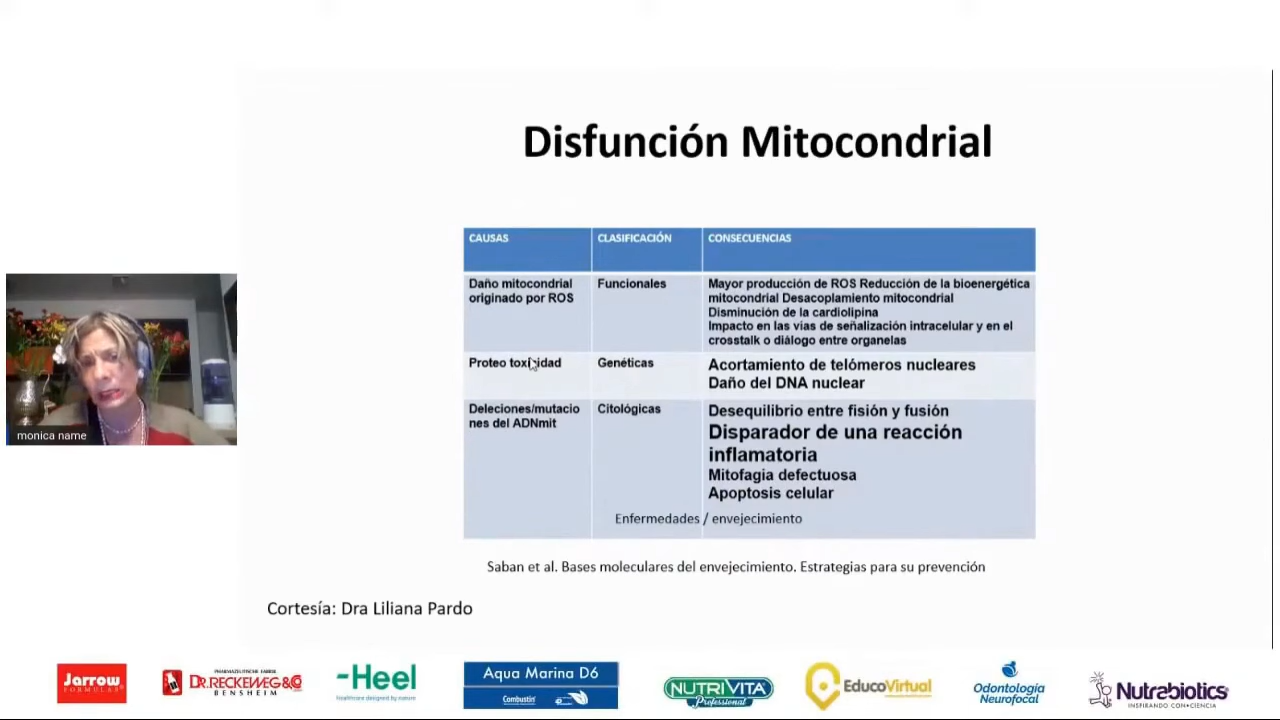 Disfunción Mitocondrial
CAUSAS
CLASIFICACIÓN
CONSECUENCIAS
Daño mitocondrial
originado por ROS
Funcionales
Mayor producción de ROS Reducción de la bioenergética
mitocondrial Desacoplamiento mitocondrial
Disminución de la cardiolipina
Impacto en las vías de señalización intracelular y en el
crosstalk o diálogo entre organelas
Proteo toxicidad
Genéticas
Acortamiento de telómeros nucleares
Daño del DNA nuclear
Deleciones/mutacio
nes del ADNmit
Citológicas
Desequilibrio entre fisión y fusión
Disparador de una reacción
inflamatoria
Mitofagia defectuosa
Apoptosis celular
Enfermedades / envejecimiento
Saban et al. Bases moleculares del envejecimiento. Estrategias para su prevención
Cortesía: Dra Liliana Pardo
monica name
Jarrow
FORMULAS
PHARMAZEUTISCHE FABRIK
DR.RECKEWEG&CO
BENSHEIM
-Heel
Healthcare designed by nature
Aqua Marina D6
Combustin
NUTRIVITA
Professional
EducoVirtual
Odontología
Neurofocal
Nutrabiotics
INSPIRANDO CON•CIENCIA